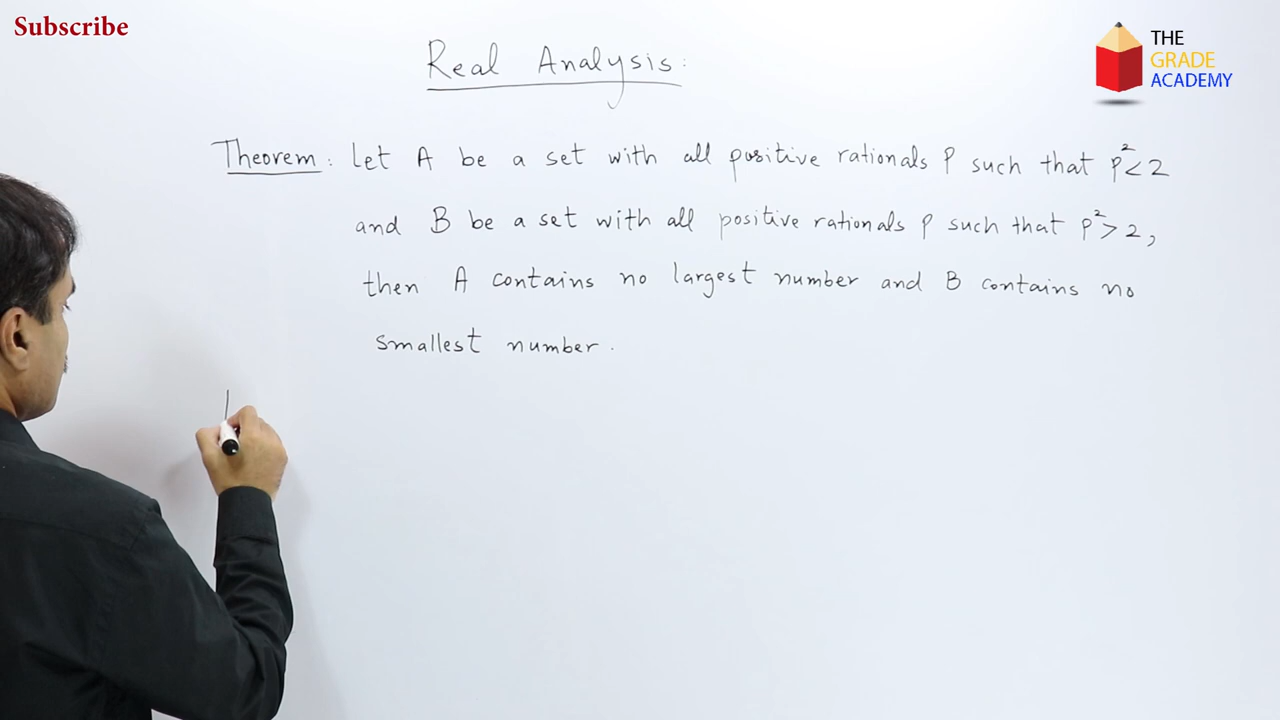 Subscribe
THE
GRADE
ACADEMY
Real Analysis:
Theorem: Let A be a set with all positive rationals P such that p²<2
and B be a set with all positive rationals p such that p²>2,
then A contains no largest number and B contains no
smallest number.